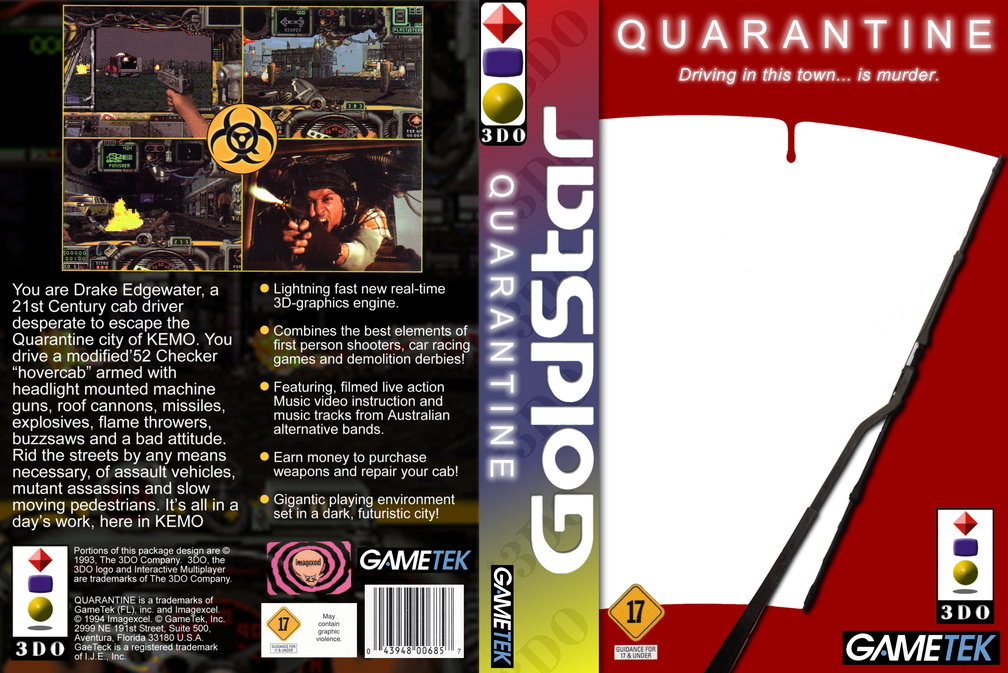 You are Drake Edgewater, a
21st Century cab driver
desperate to escape the
Quarantine city of KEMO. You
drive a modified'52 Checker
“hovercab” armed with
headlight mounted machine
guns, roof cannons, missiles,
explosives, flame throwers,
buzzsaws and a bad attitude.
Rid the streets by any means
necessary, of assault vehicles,
mutant assassins and slow
moving pedestrians. It’s all in a
day’s work, here in KEMO
Lightning fast new real-time
3D-graphics engine.
Combines the best elements of
first person shooters, car racing
games and demolition derbies!
Featuring, filmed live action
Music video instruction and
music tracks from Australian
alternative bands.
Earn money to purchase
weapons and repair your cab!
Gigantic playing environment
set in a dark, futuristic city!
3DO
Portions of this package design are ©
1993, The 3DO Company. 3DO, the
3DO logo and Interactive Multiplayer
are trademarks of The 3DO Company.
QUARANTINE is a trademarks of
GameTek (FL), inc. and Imagexcel.
© 1994 Imagexcel. © GameTek, Inc.
2999 NE 191st Street, Suite 500,
Aventura, Florida 33180 U.S.A.
GaeTeck is a registered trademark
of I.J.E., Inc.
imagexcel
GAMETEK
17
GUIDANCE FOR
17 & UNDER
May
contain
graphic
violence.
0 43948 00685 7
3DO
QUARANTINE
GAMETEK
QUARANTINE
Driving in this town... is murder.
17
GUIDANCE FOR
17 & UNDER
3DO
GAMETEK